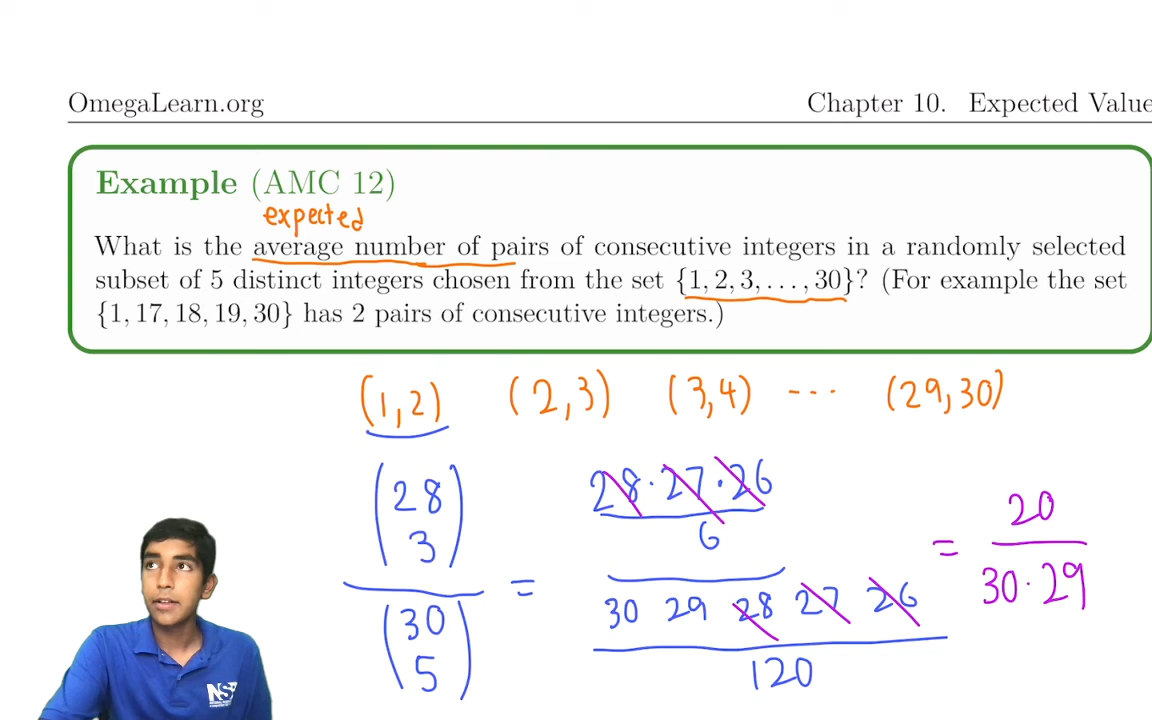 OmegaLearn.org Chapter 10. Expected Value
Example (AMC 12)
expected
What is the average number of pairs of consecutive integers in a randomly selected
subset of 5 distinct integers chosen from the set {1, 2, 3, . . . , 30}? (For example the set
{1, 17, 18, 19, 30} has 2 pairs of consecutive integers.)
(1,2) (2,3) (3,4) --- (29,30)
(28
3)
(30
5)
=
28·27·26
6
30 29 28 27 26
120
=
20
30·29